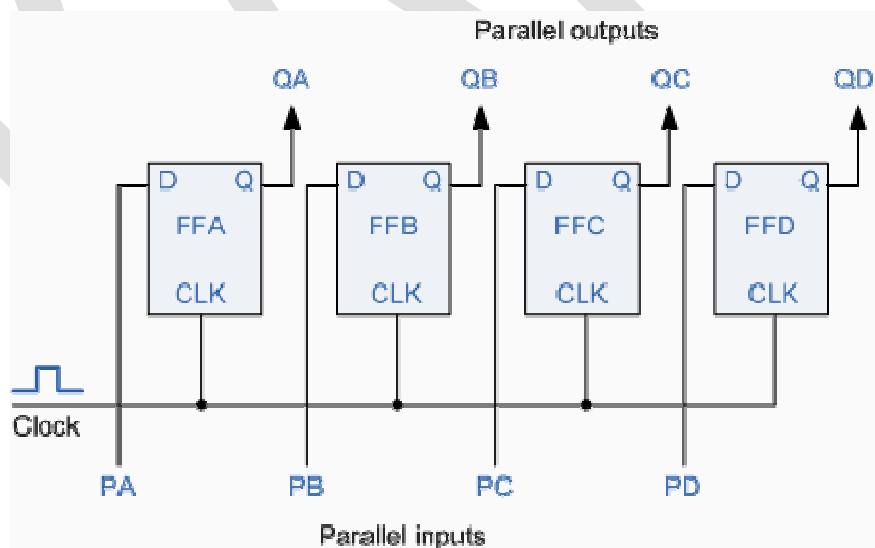 Parallel outputs
QA QB QC QD
D Q D Q D Q D Q
FFA FFB FFC FFD
CLK CLK CLK CLK
Clock
PA PB PC PD
Parallel inputs